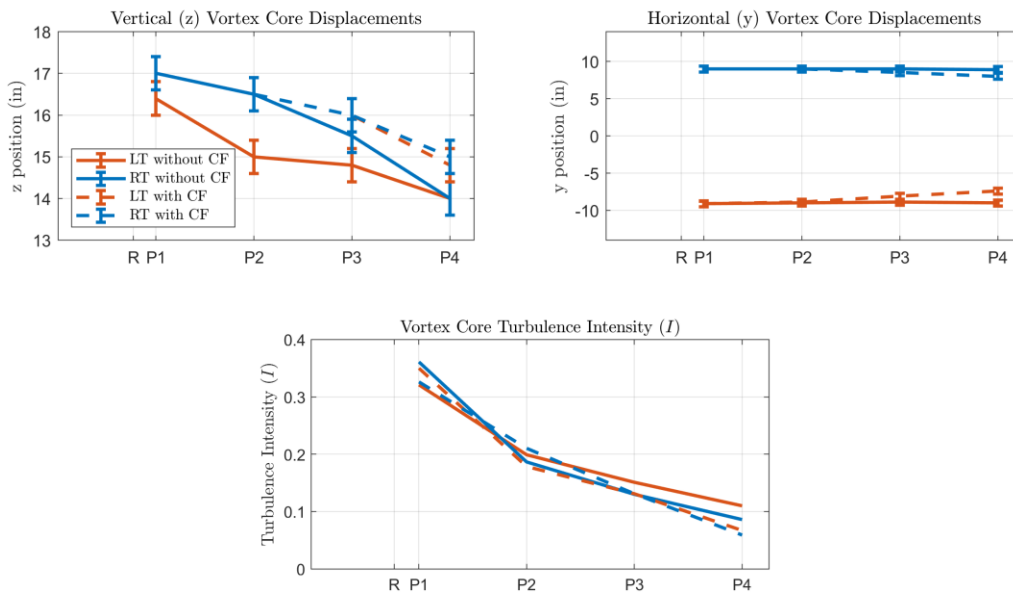 Vertical (z) Vortex Core Displacements
18
17
16
15
14
13
z position (in)
LT without CF
RT without CF
LT with CF
RT with CF
R P1 P2 P3 P4
Horizontal (y) Vortex Core Displacements
10
5
0
-5
-10
y position (in)
R P1 P2 P3 P4
Vortex Core Turbulence Intensity (I)
0.4
0.3
0.2
0.1
0
Turbulence Intensity (I)
R P1 P2 P3 P4